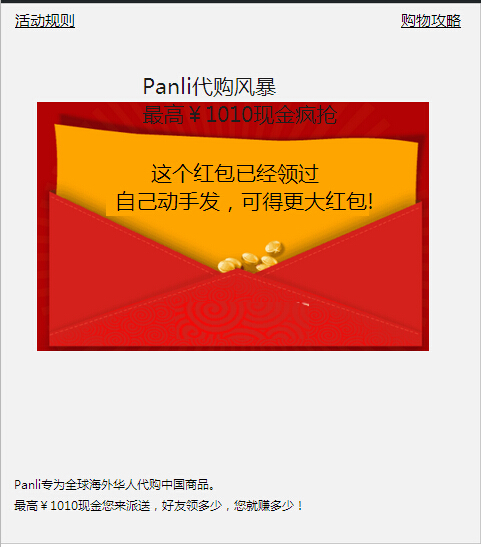 活动规则
购物攻略
Panli代购风暴
最高￥1010现金疯抢
这个红包已经领过
自己动手发，可得更大红包!
Panli专为全球海外华人代购中国商品。
最高￥1010现金您来派送，好友领多少，您就赚多少！